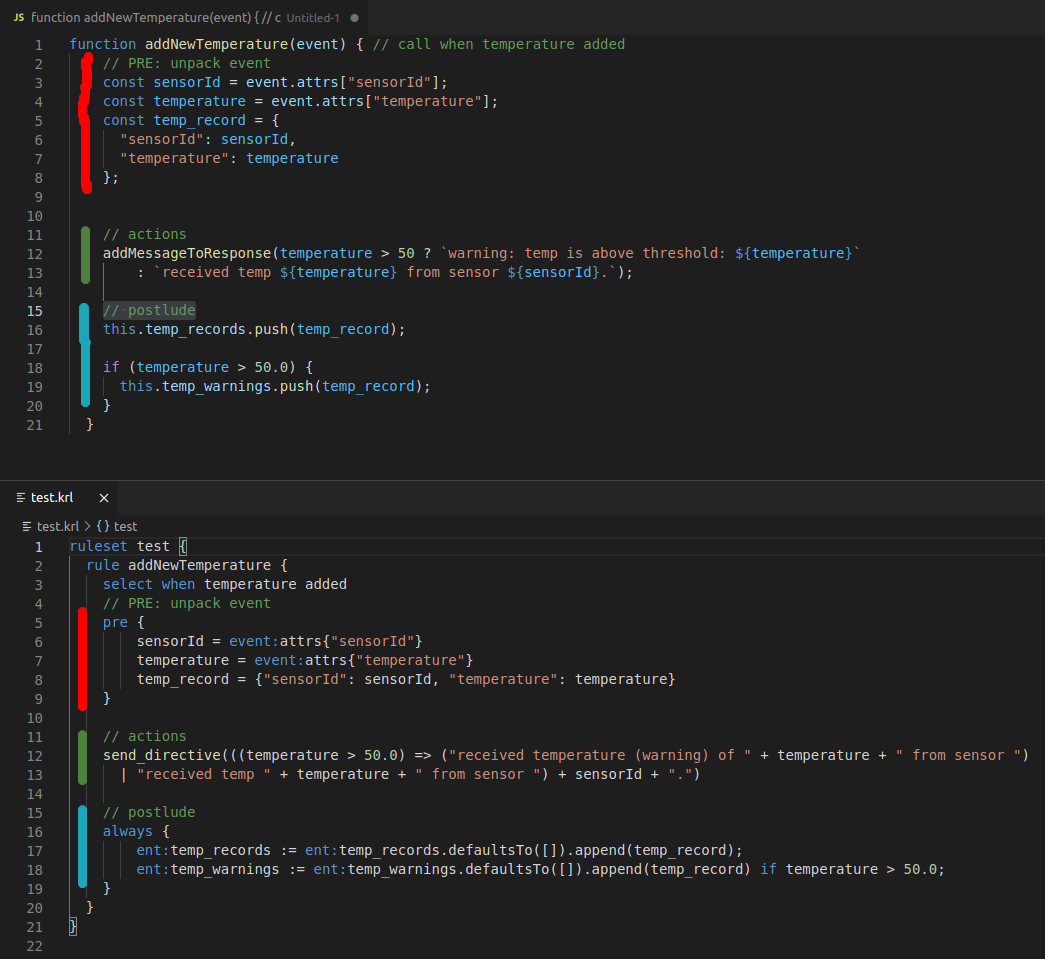 JS function addNewTemperature(event) { // c Untitled-1 ●
1 function addNewTemperature(event) { // call when temperature added
2 // PRE: unpack event
3 const sensorId = event.attrs["sensorId"];
4 const temperature = event.attrs["temperature"];
5 const temp_record = {
6 "sensorId": sensorId,
7 "temperature": temperature
8 };
9
10
11 // actions
12 addMessageToResponse(temperature > 50 ? `warning: temp is above threshold: ${temperature}`
13 : `received temp ${temperature} from sensor ${sensorId}.`);
14
15 // postlude
16 this.temp_records.push(temp_record);
17
18 if (temperature > 50.0) {
19 this.temp_warnings.push(temp_record);
20 }
21 }
test.krl ×
test.krl > {} test
1 ruleset test {
2 rule addNewTemperature {
3 select when temperature added
4 // PRE: unpack event
5 pre {
6 sensorId = event:attrs{"sensorId"}
7 temperature = event:attrs{"temperature"}
8 temp_record = {"sensorId": sensorId, "temperature": temperature}
9 }
10
11 // actions
12 send_directive(((temperature > 50.0) => ("received temperature (warning) of " + temperature + " from sensor ")
13 | "received temp " + temperature + " from sensor ") + sensorId + ".")
14
15 // postlude
16 always {
17 ent:temp_records := ent:temp_records.defaultsTo([]).append(temp_record);
18 ent:temp_warnings := ent:temp_warnings.defaultsTo([]).append(temp_record) if temperature > 50.0;
19 }
20 }
21 }
22